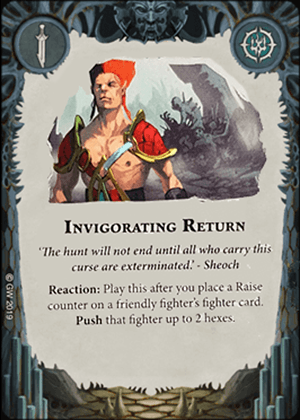 INVIGORATING RETURN
'The hunt will not end until all who carry this
curse are exterminated.' - Sheoch
Reaction: Play this after you place a Raise
counter on a friendly fighter's fighter card.
Push that fighter up to 2 hexes.
© GW 2019